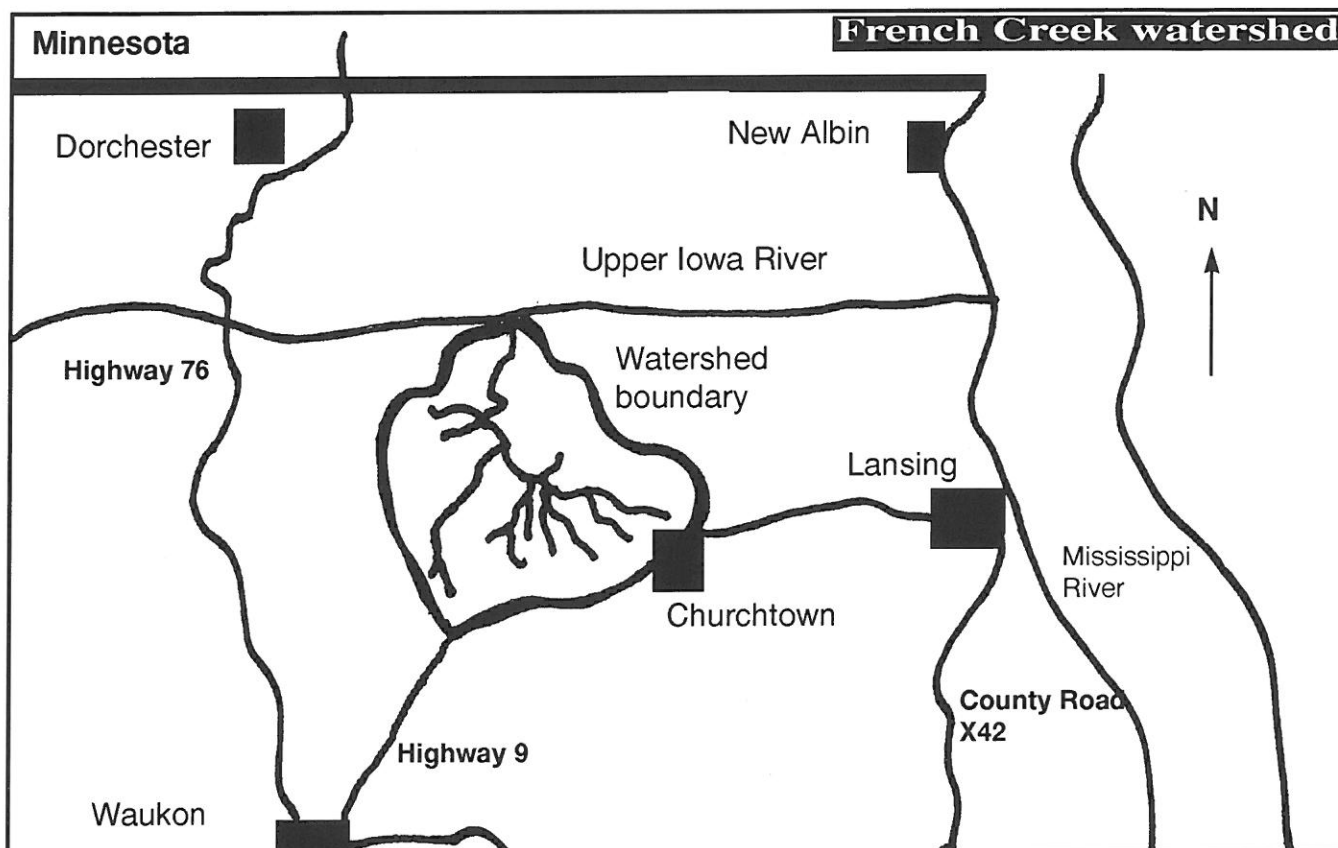 French Creek watershed
Minnesota
Dorchester
New Albin
N
Upper Iowa River
Highway 76
Watershed
boundary
Lansing
Mississippi
River
Churchtown
County Road
X42
Highway 9
Waukon